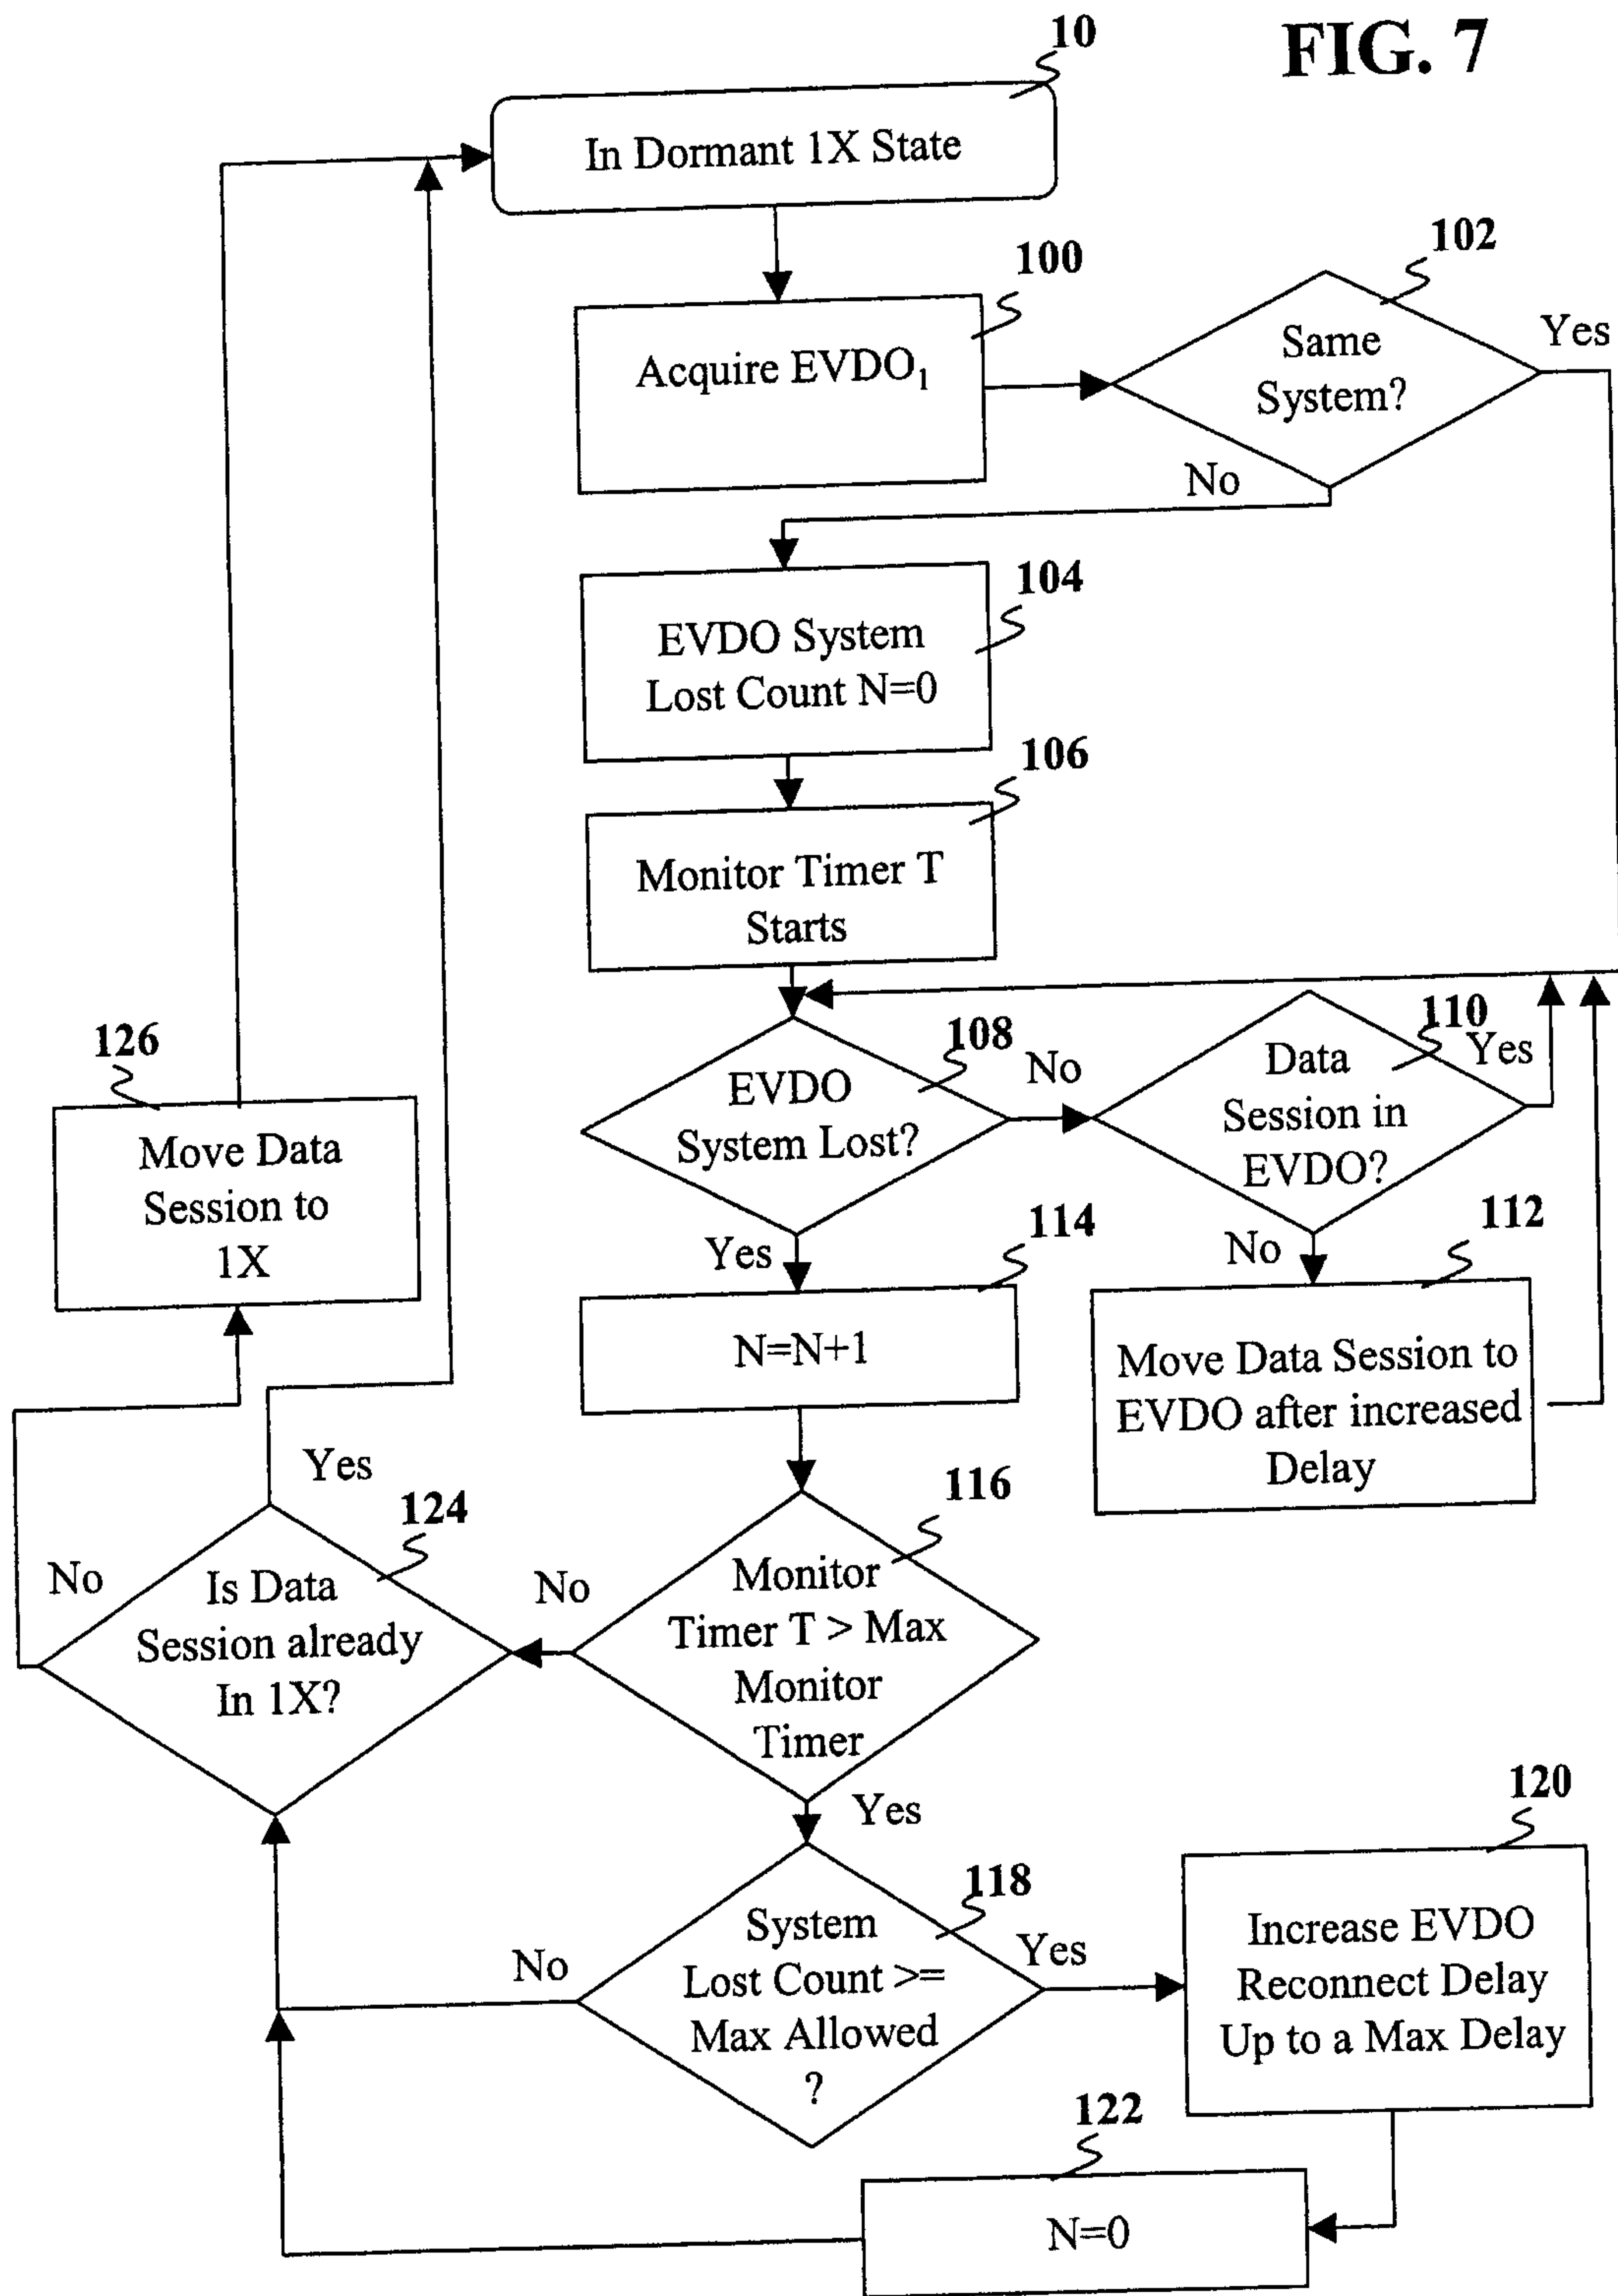 FIG. 7
10
In Dormant 1X State
100
Acquire EVDO₁
102
Same
System?
Yes
No
104
EVDO System
Lost Count N=0
106
Monitor Timer T
Starts
108
EVDO
System Lost?
No
Yes
110
Data
Session in
EVDO?
Yes
No
112
Move Data Session to
EVDO after increased
Delay
114
N=N+1
116
Monitor
Timer T > Max
Monitor
Timer
No
Yes
118
System
Lost Count >=
Max Allowed
?
No
Yes
120
Increase EVDO
Reconnect Delay
Up to a Max Delay
122
N=0
124
Is Data
Session already
In 1X?
Yes
No
126
Move Data
Session to
1X